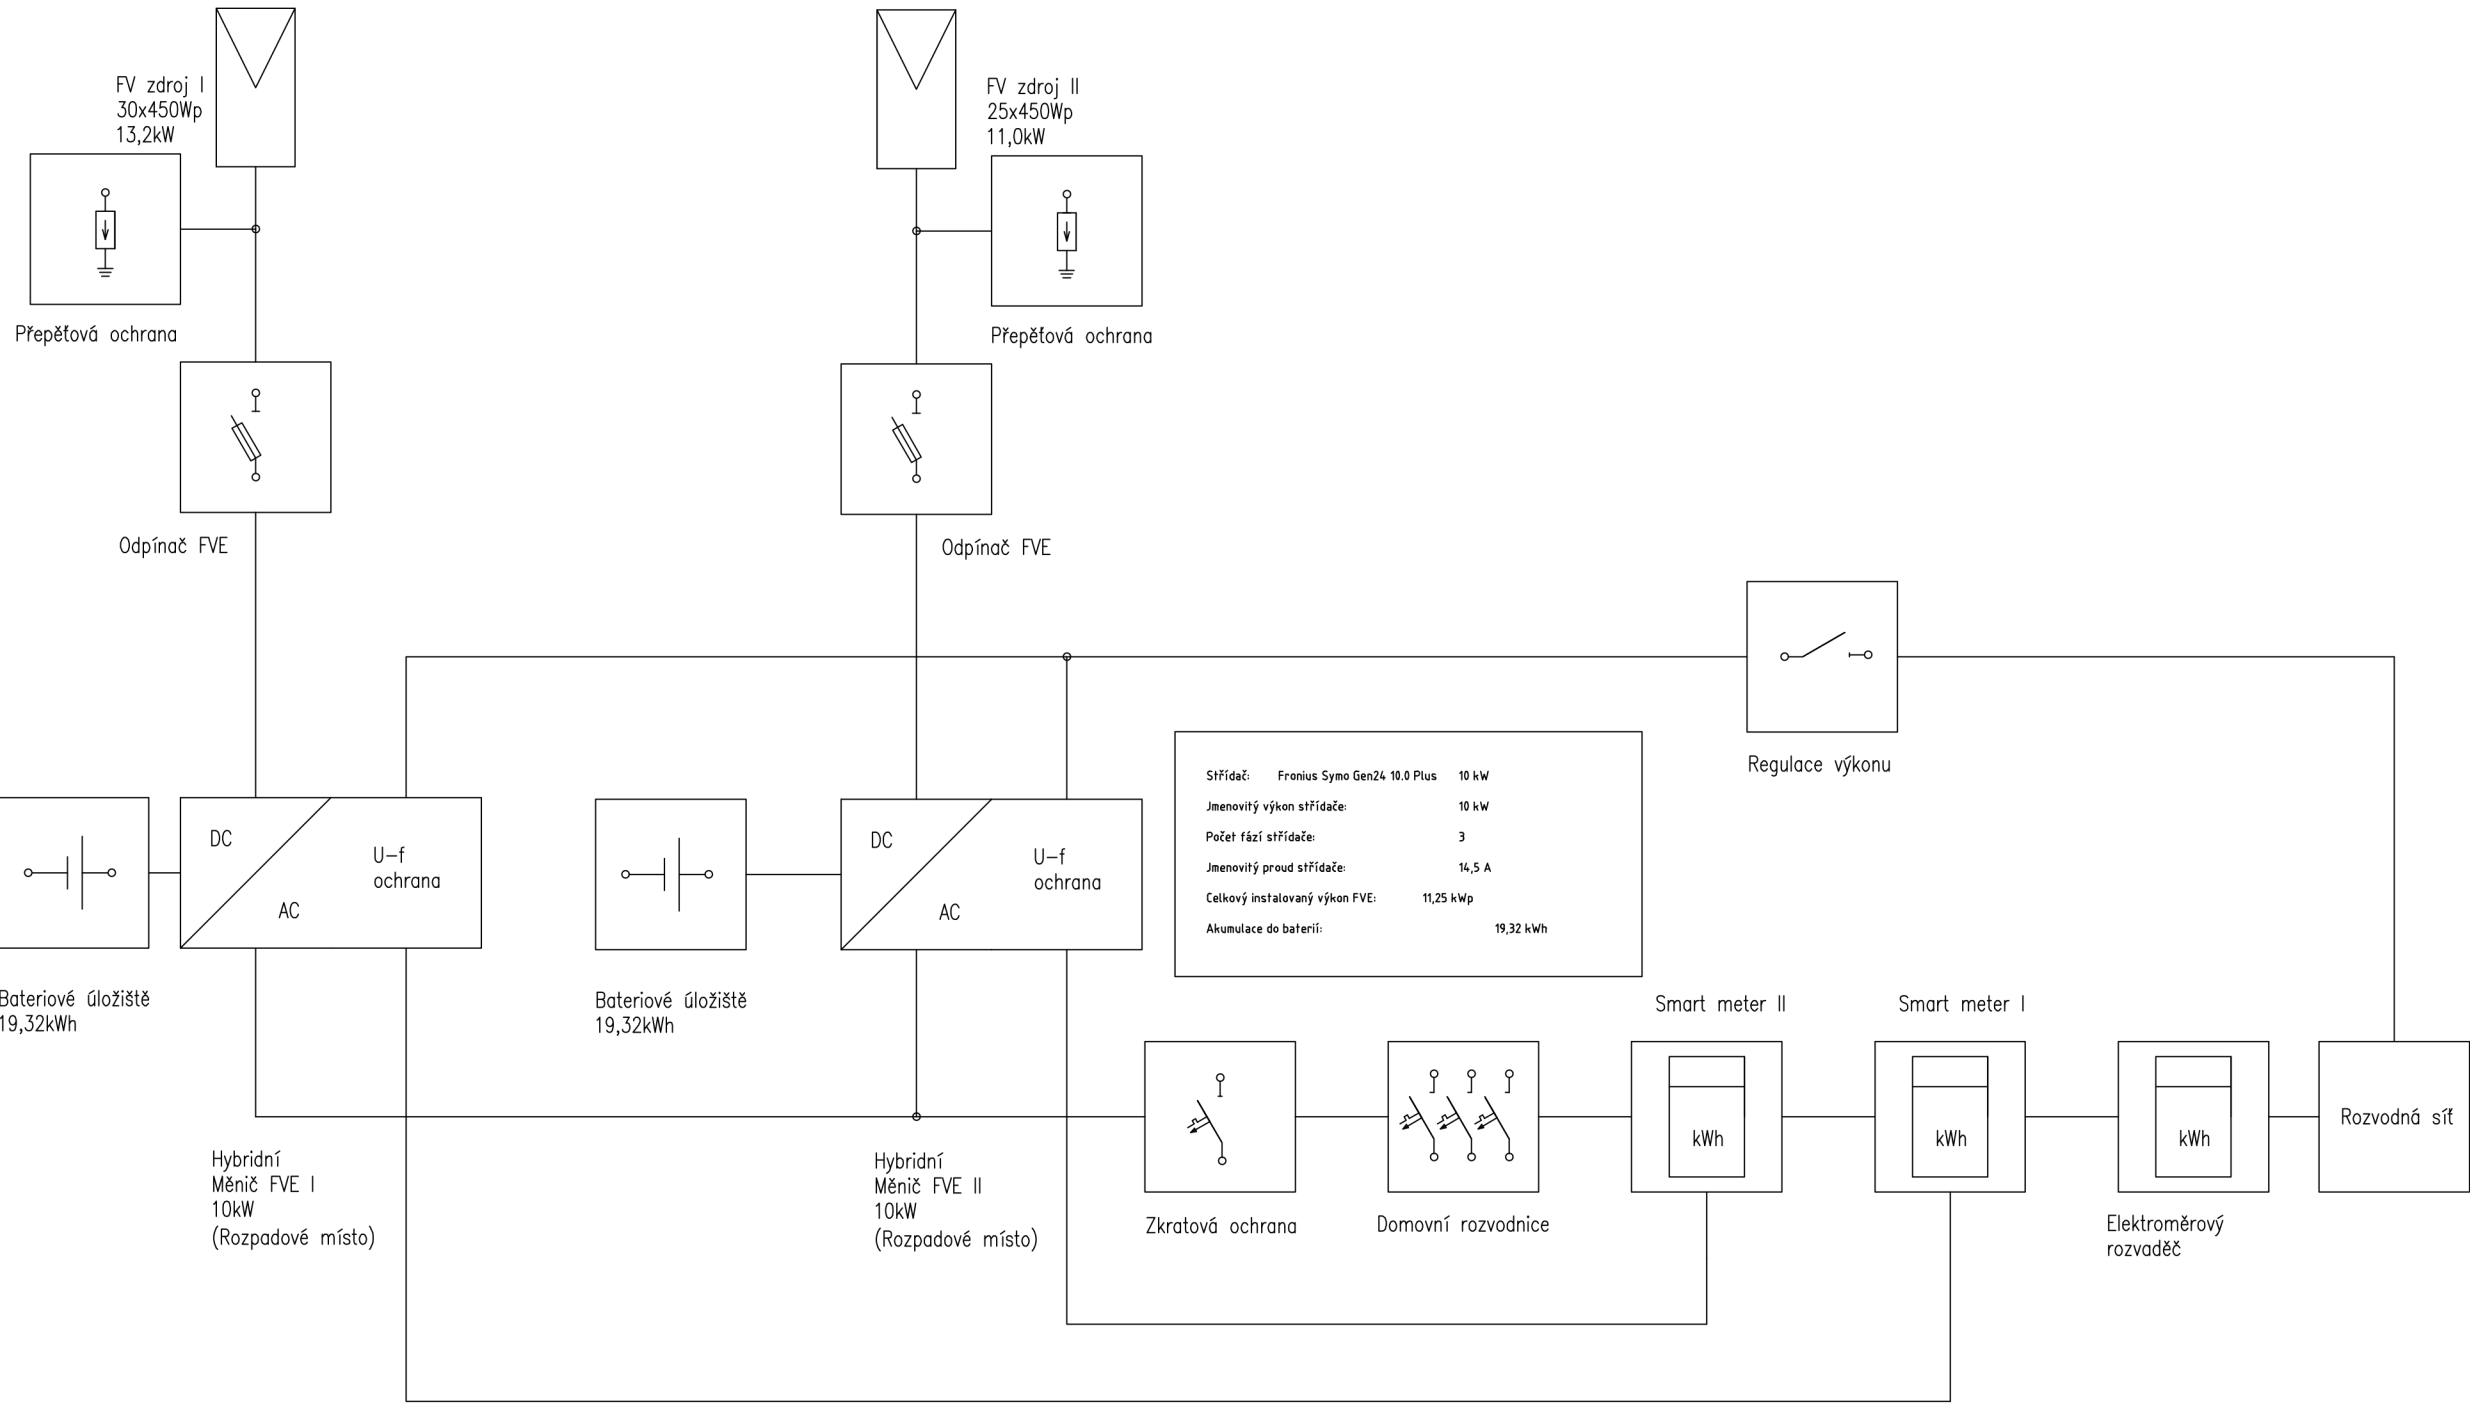 FV zdroj I
30x450Wp
13,2kW
FV zdroj II
25x450Wp
11,0kW
Přepěťová ochrana
Přepěťová ochrana
Odpínač FVE
Odpínač FVE
Regulace výkonu
DC
AC
U-f
ochrana
DC
AC
U-f
ochrana
Střídač: Fronius Symo Gen24 10.0 Plus 10 kW
Jmenovitý výkon střídače: 10 kW
Počet fází střídače: 3
Jmenovitý proud střídače: 14,5 A
Celkový instalovaný výkon FVE: 11,25 kWp
Akumulace do baterií: 19,32 kWh
Bateriové úložiště
19,32kWh
Bateriové úložiště
19,32kWh
Smart meter II
Smart meter I
kWh
kWh
kWh
Rozvodná síť
Hybridní
Měnič FVE I
10kW
(Rozpadové místo)
Hybridní
Měnič FVE II
10kW
(Rozpadové místo)
Zkratová ochrana
Domovní rozvodnice
Elektroměrový
rozvaděč